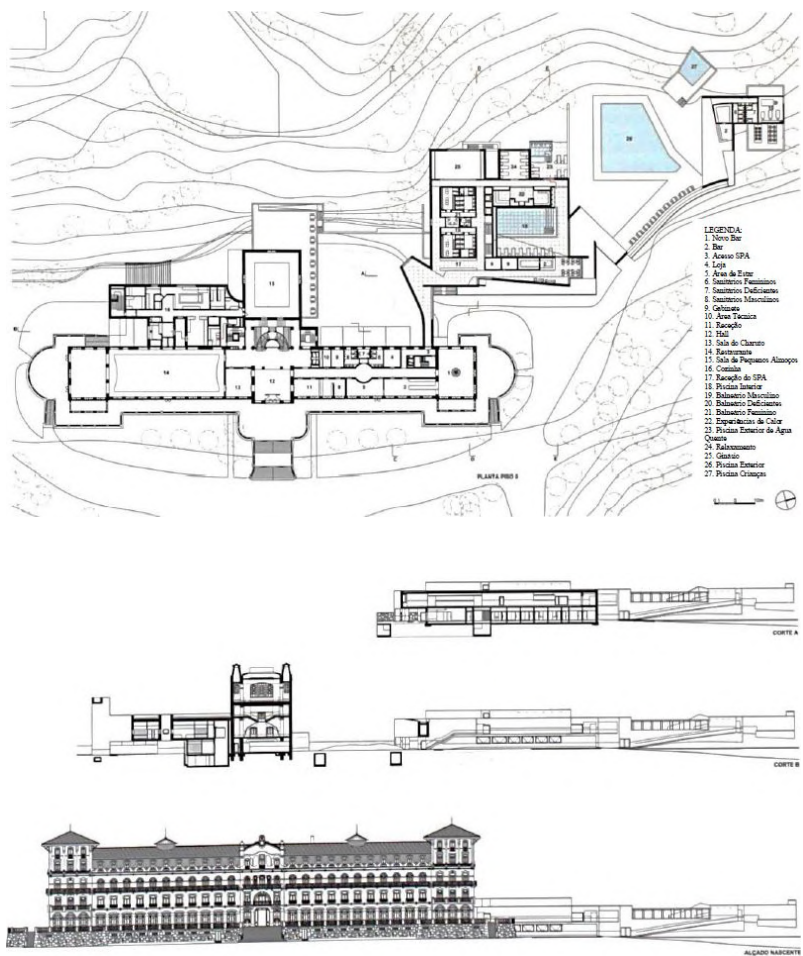 LEGENDA:
1. Novo Bar
2. Bar
3. Acesso SPA
4. Loja
5. Área de Estar
6. Sanitários Femininos
7. Sanitários Deficientes
8. Sanitários Masculinos
9. Gabinete
10. Área Técnica
11. Receção
12. Hall
13. Sala do Charuto
14. Restaurante
15. Sala de Pequenos Almoços
16. Cozinha
17. Receção do SPA
18. Piscina Interior
19. Balneário Masculino
20. Balneário Deficientes
21. Balneário Feminino
22. Experiências de Calor
23. Piscina Exterior de Água
Quente
24. Relaxamento
25. Ginásio
26. Piscina Exterior
27. Piscina Crianças
PLANTA PISO 0
CORTE A
CORTE B
ALÇADO NASCENTE